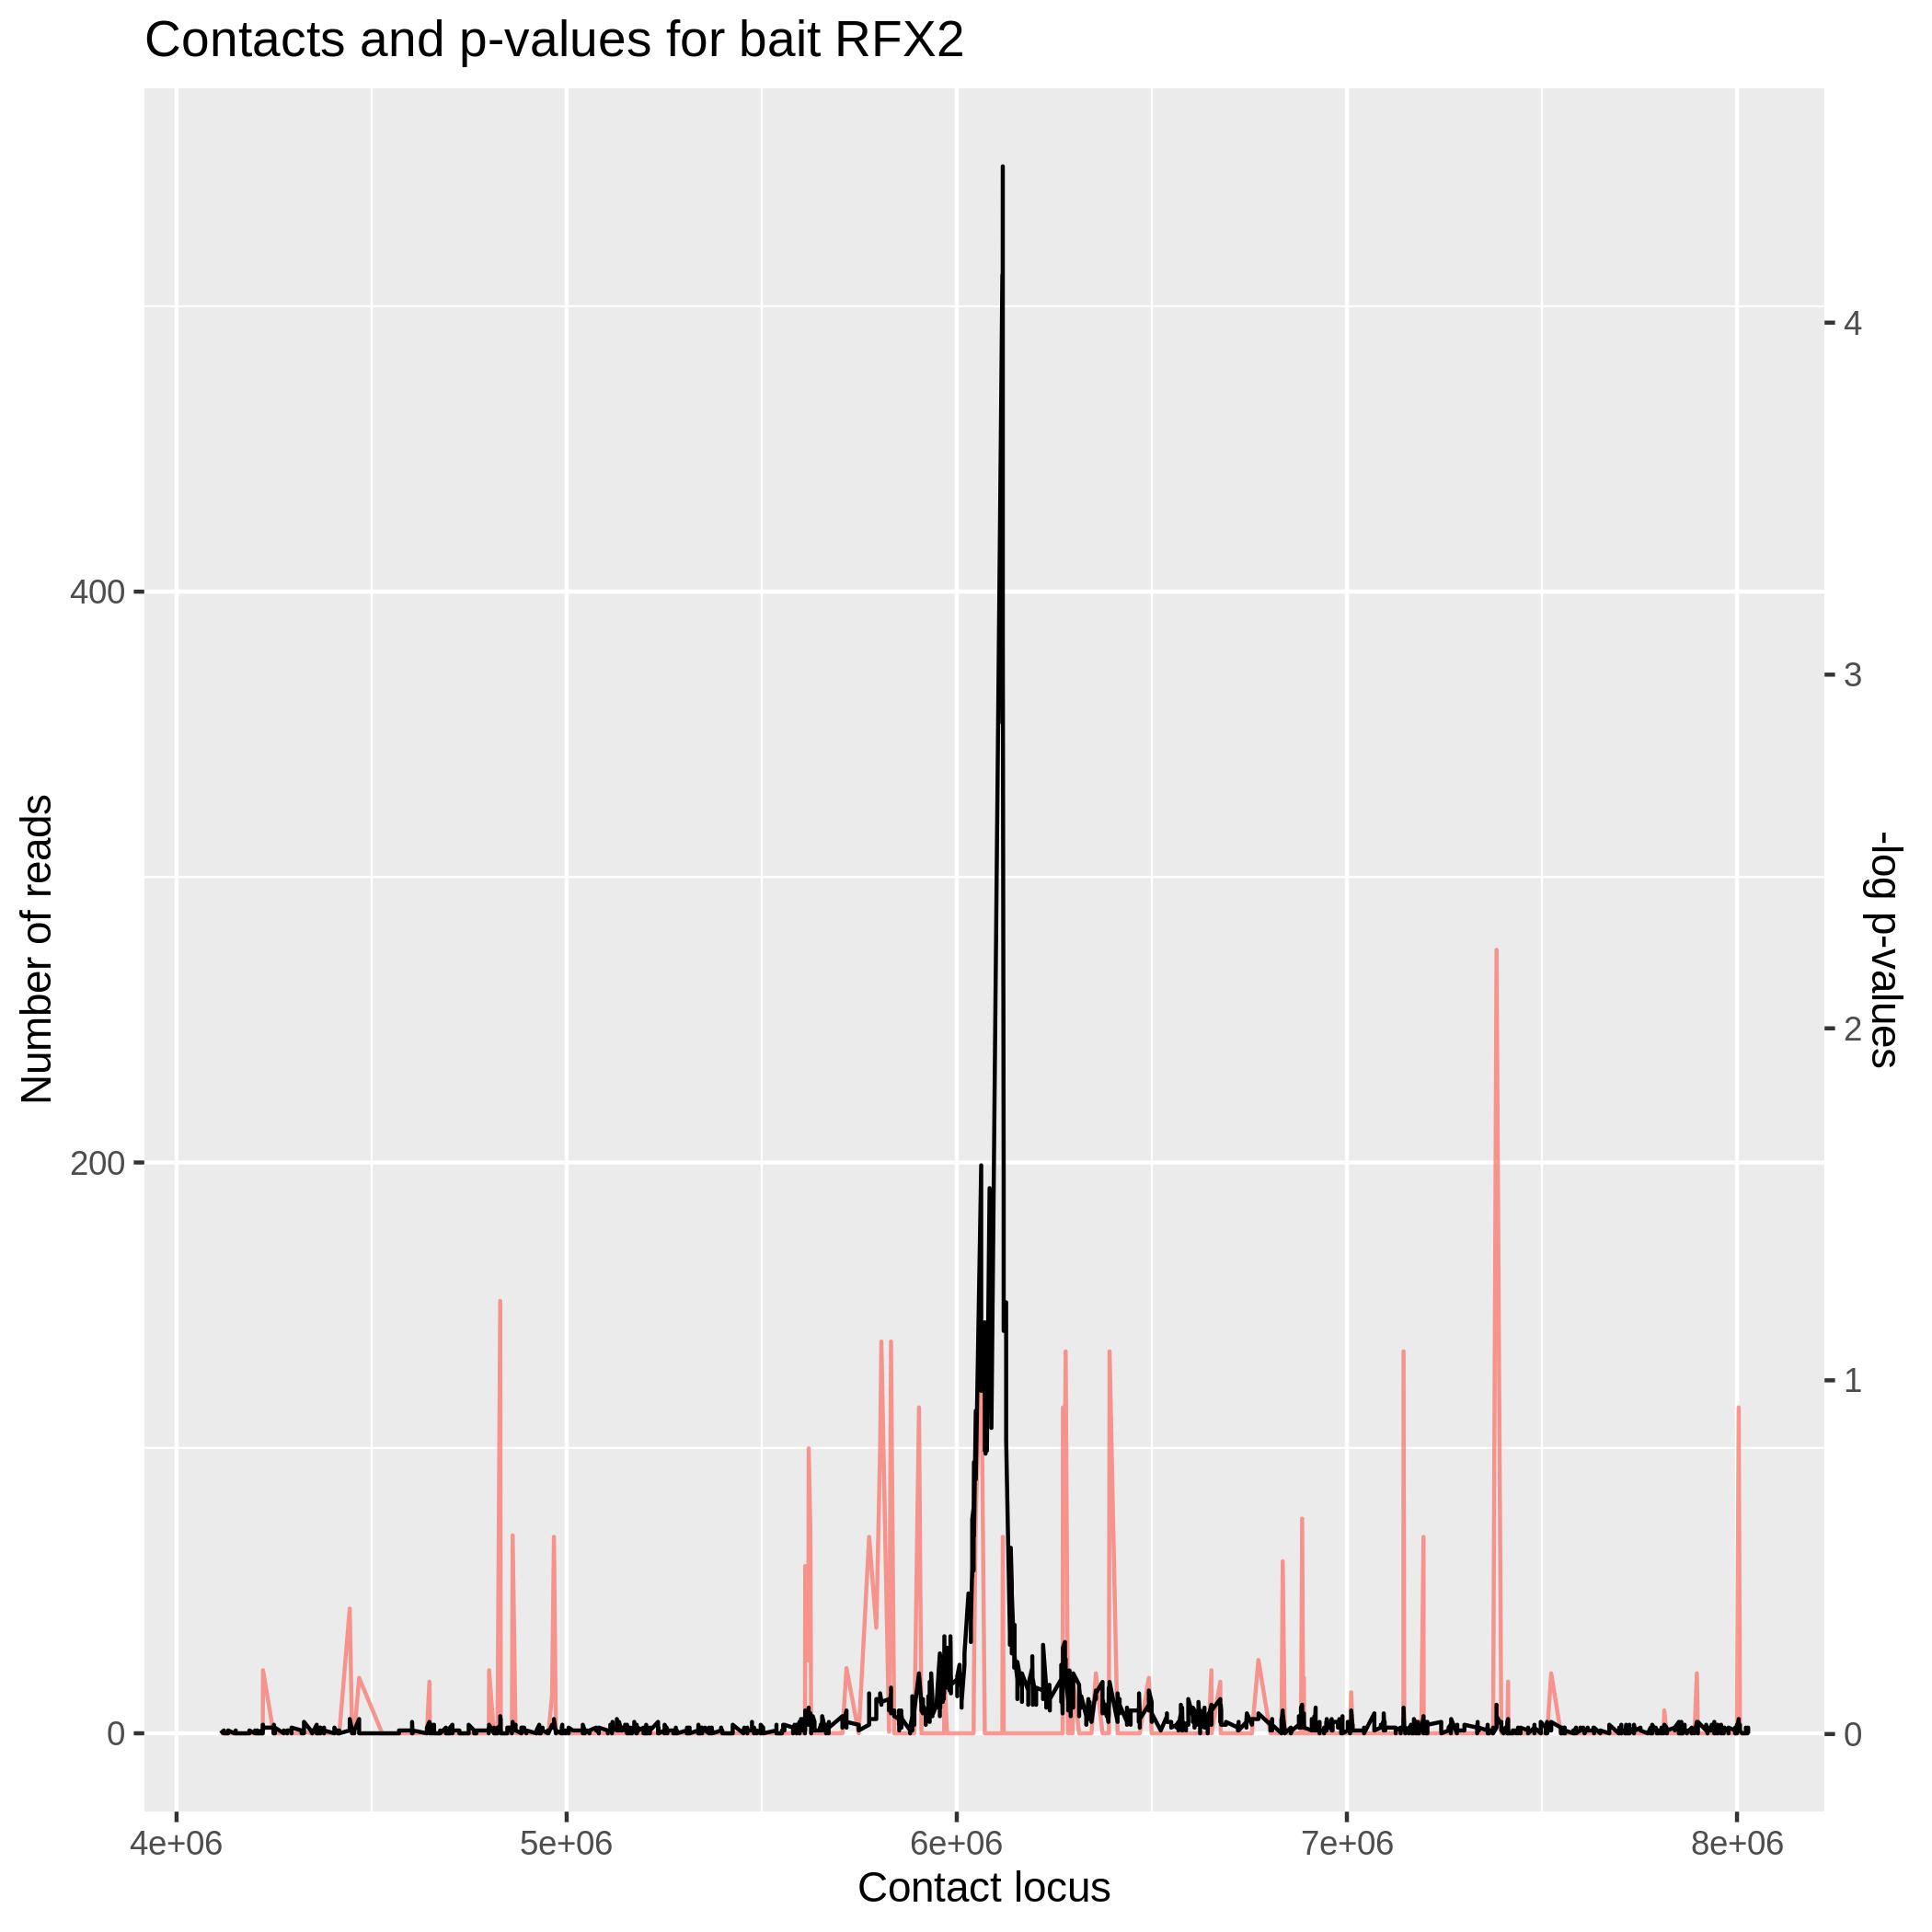 Contacts and p-values for bait RFX2
Number of reads
400
200
0
4
3
2
1
0
-log p-values
4e+06
5e+06
6e+06
7e+06
8e+06
Contact locus